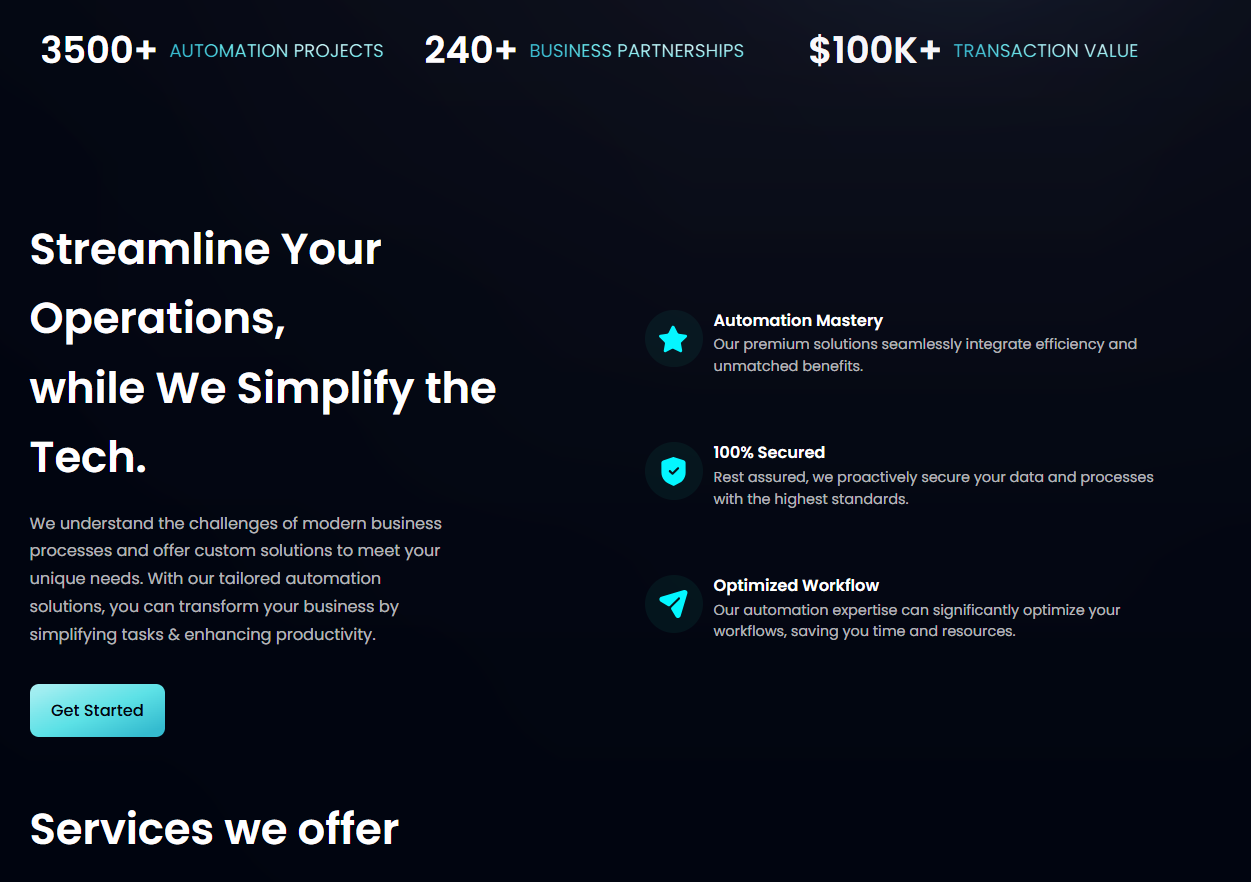 3500+ AUTOMATION PROJECTS 240+ BUSINESS PARTNERSHIPS $100K+ TRANSACTION VALUE
Streamline Your
Operations,
while We Simplify the
Tech.
We understand the challenges of modern business
processes and offer custom solutions to meet your
unique needs. With our tailored automation
solutions, you can transform your business by
simplifying tasks & enhancing productivity.
Get Started
Automation Mastery
Our premium solutions seamlessly integrate efficiency and
unmatched benefits.
100% Secured
Rest assured, we proactively secure your data and processes
with the highest standards.
Optimized Workflow
Our automation expertise can significantly optimize your
workflows, saving you time and resources.
Services we offer